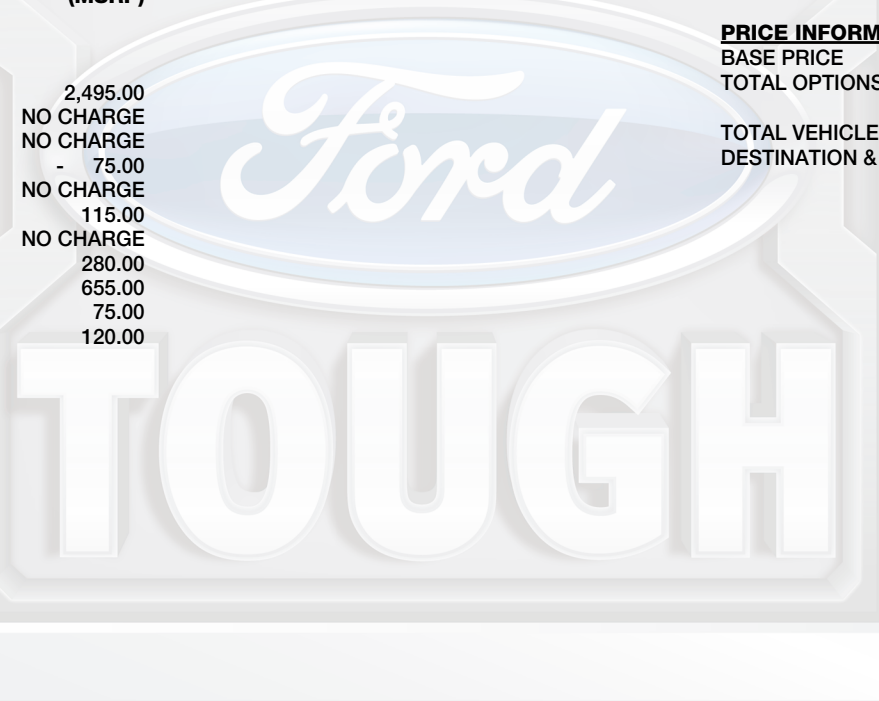 (MSRP)
2,495.00
NO CHARGE
NO CHARGE
- 75.00
NO CHARGE
115.00
NO CHARGE
280.00
655.00
75.00
120.00
PRICE INFORM
BASE PRICE
TOTAL OPTIONS
TOTAL VEHICLE
DESTINATION &
Ford
TOUGH